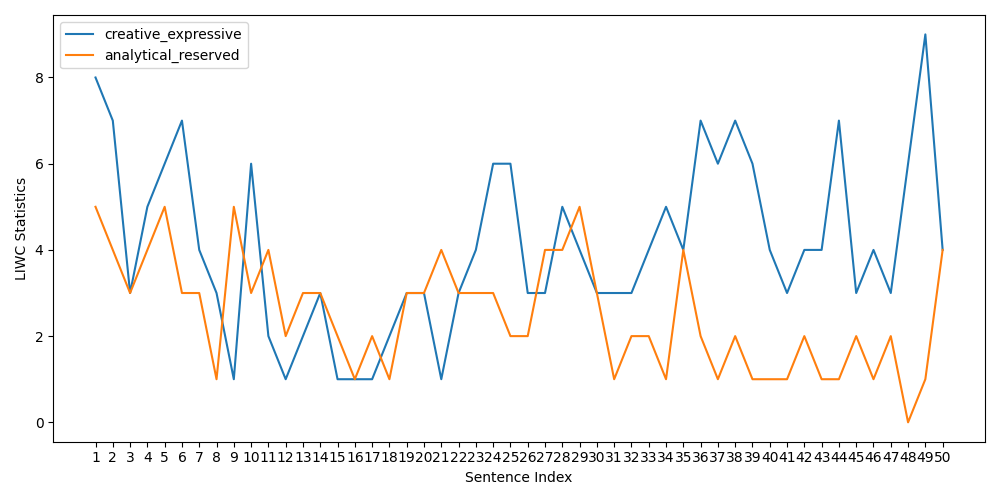 creative_expressive
analytical_reserved
LIWC Statistics
8
6
4
2
0
1 2 3 4 5 6 7 8 9 10 11 12 13 14 15 16 17 18 19 20 21 22 23 24 25 26 27 28 29 30 31 32 33 34 35 36 37 38 39 40 41 42 43 44 45 46 47 48 49 50
Sentence Index